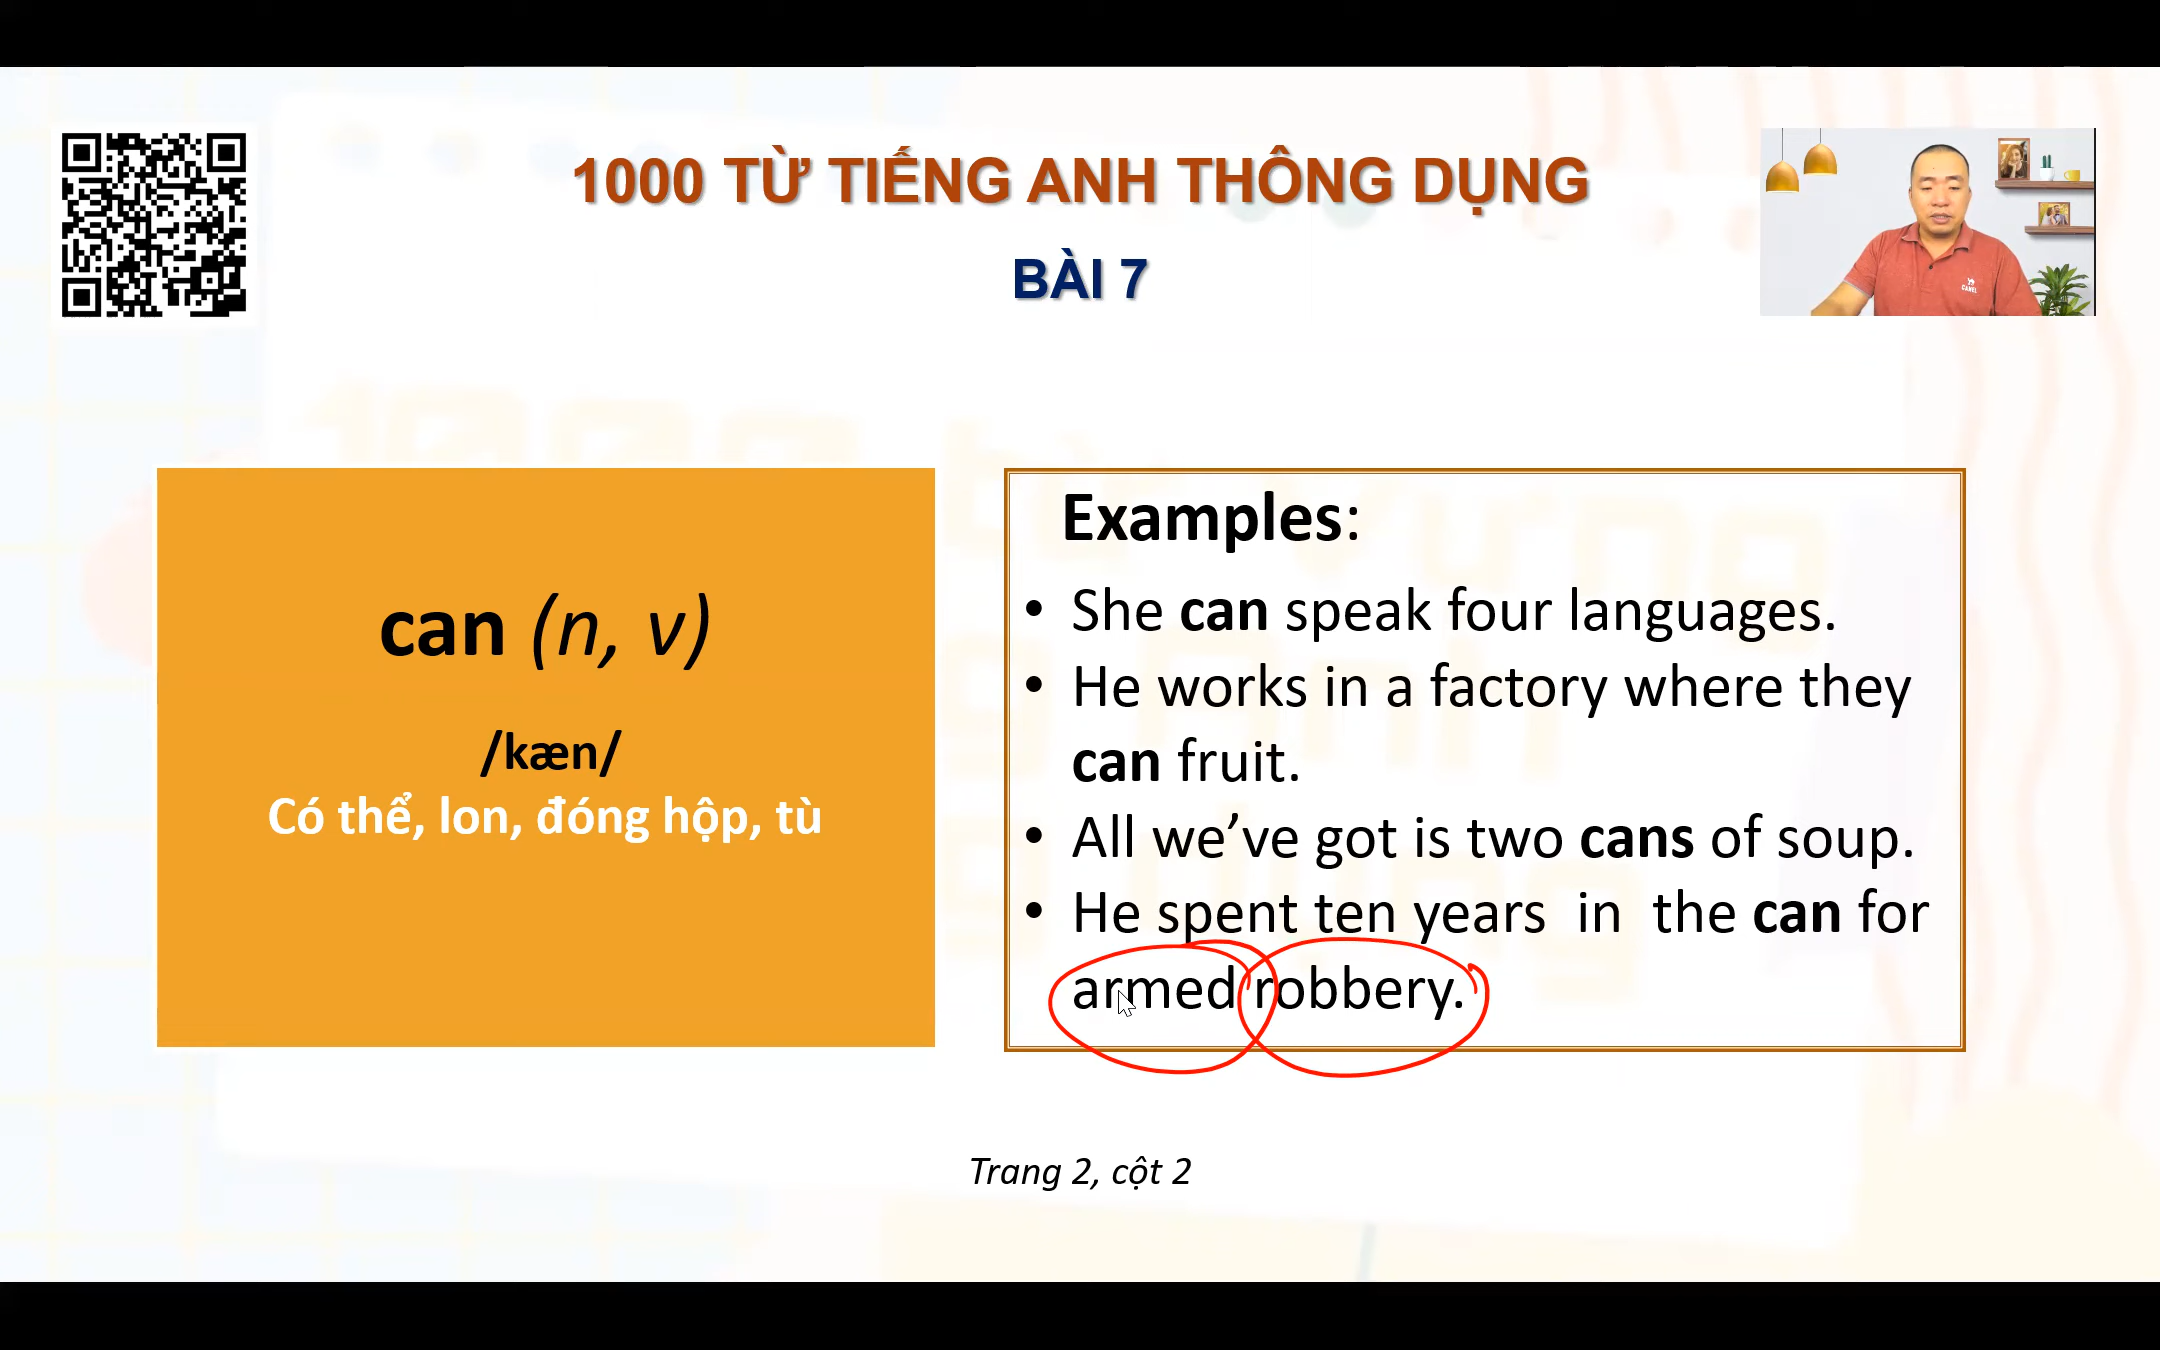 1000 TỪ TIẾNG ANH THÔNG DỤNG
BÀI 7
can (n, v)
/kæn/
Có thể, lon, đóng hộp, tù
Examples:
• She can speak four languages.
• He works in a factory where they
can fruit.
• All we’ve got is two cans of soup.
• He spent ten years in the can for
armed robbery.
Trang 2, cột 2
CAMEL